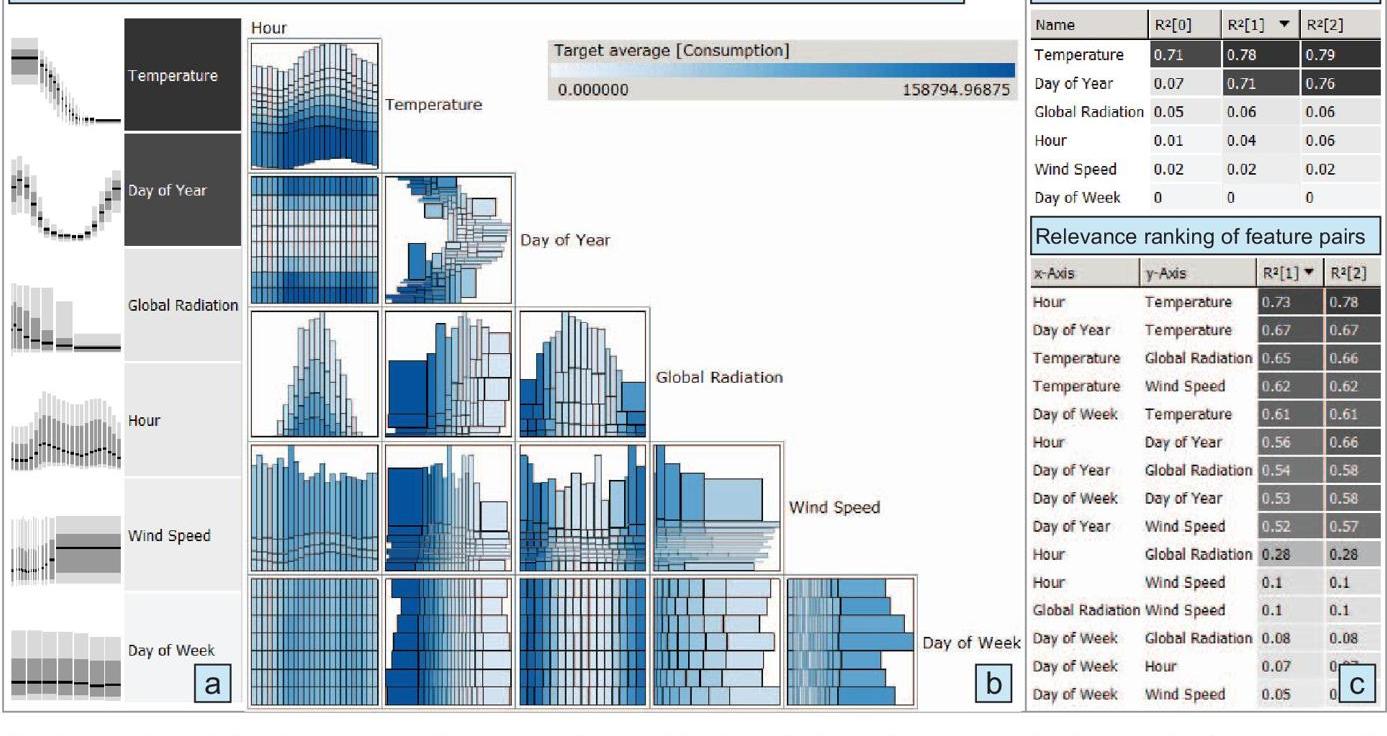 Hour
Target average [Consumption]
0.000000 158794.96875
Temperature
Day of Year
Global Radiation
Hour
Wind Speed
Day of Week
a
Temperature
Day of Year
Global Radiation
Wind Speed
Day of Week
b
Name R²[0] R²[1] R²[2]
Temperature 0.71 0.78 0.79
Day of Year 0.07 0.71 0.76
Global Radiation 0.05 0.06 0.06
Hour 0.01 0.04 0.06
Wind Speed 0.02 0.02 0.02
Day of Week 0 0 0
Relevance ranking of feature pairs
x-Axis y-Axis R²[1] R²[2]
Hour Temperature 0.73 0.78
Day of Year Temperature 0.67 0.67
Temperature Global Radiation 0.65 0.66
Temperature Wind Speed 0.62 0.62
Day of Week Temperature 0.61 0.61
Hour Day of Year 0.56 0.66
Day of Year Global Radiation 0.54 0.58
Day of Week Day of Year 0.53 0.58
Day of Year Wind Speed 0.52 0.57
Hour Global Radiation 0.28 0.28
Hour Wind Speed 0.1 0.1
Global Radiation Wind Speed 0.1 0.1
Day of Week Global Radiation 0.08 0.08
Day of Week Hour 0.07
Day of Week Wind Speed 0.05
c